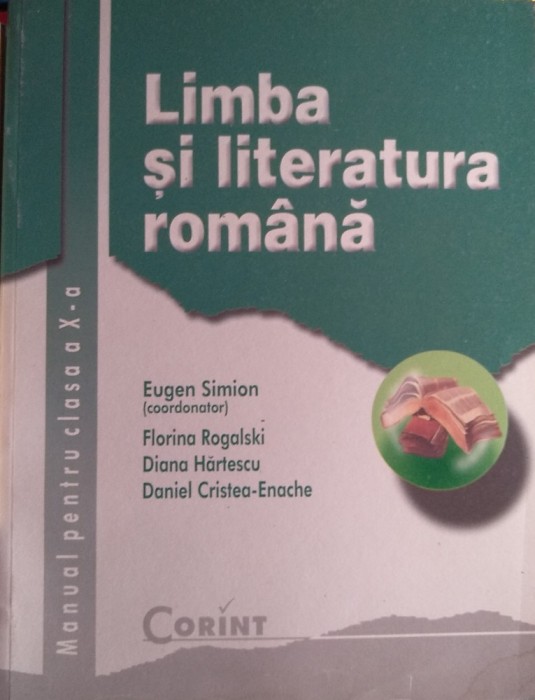 Limba
și literatura
română
Manual pentru clasa a X-a
Eugen Simion
(coordonator)
Florina Rogalski
Diana Hărtescu
Daniel Cristea-Enache
CORINT